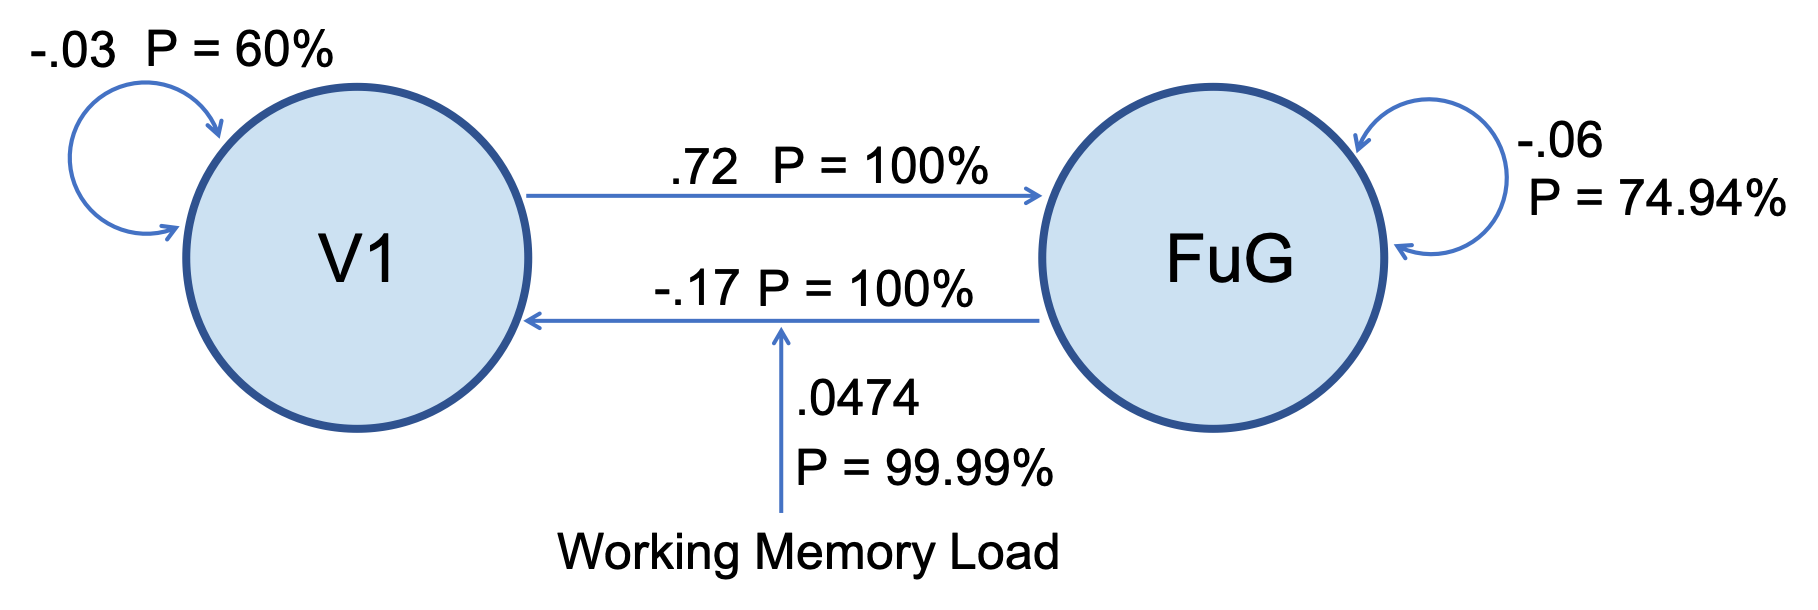 -.03 P = 60%
.72 P = 100%
-.06
P = 74.94%
V1
FuG
-.17 P = 100%
.0474
P = 99.99%
Working Memory Load